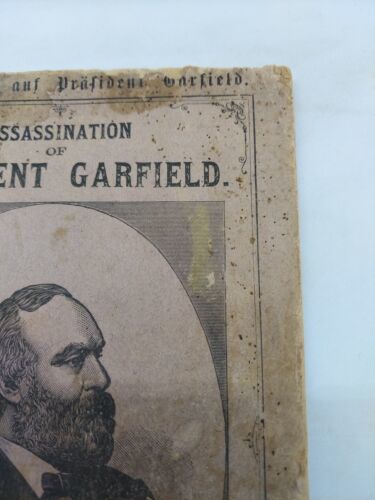 auf Präsident Garfield.
SSASSINATION
OF
ENT GARFIELD.